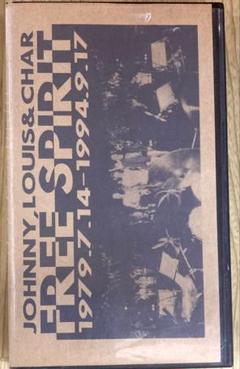 JOHNNY, LOUIS&CHAR
FREE SPIRIT
1979.7.14-1994.9.17